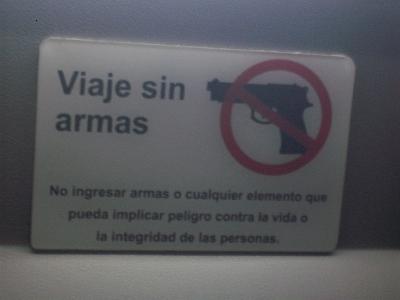 Viaje sin
armas
No ingresar armas o cualquier elemento que
pueda implicar peligro contra la vida o
la integridad de las personas.